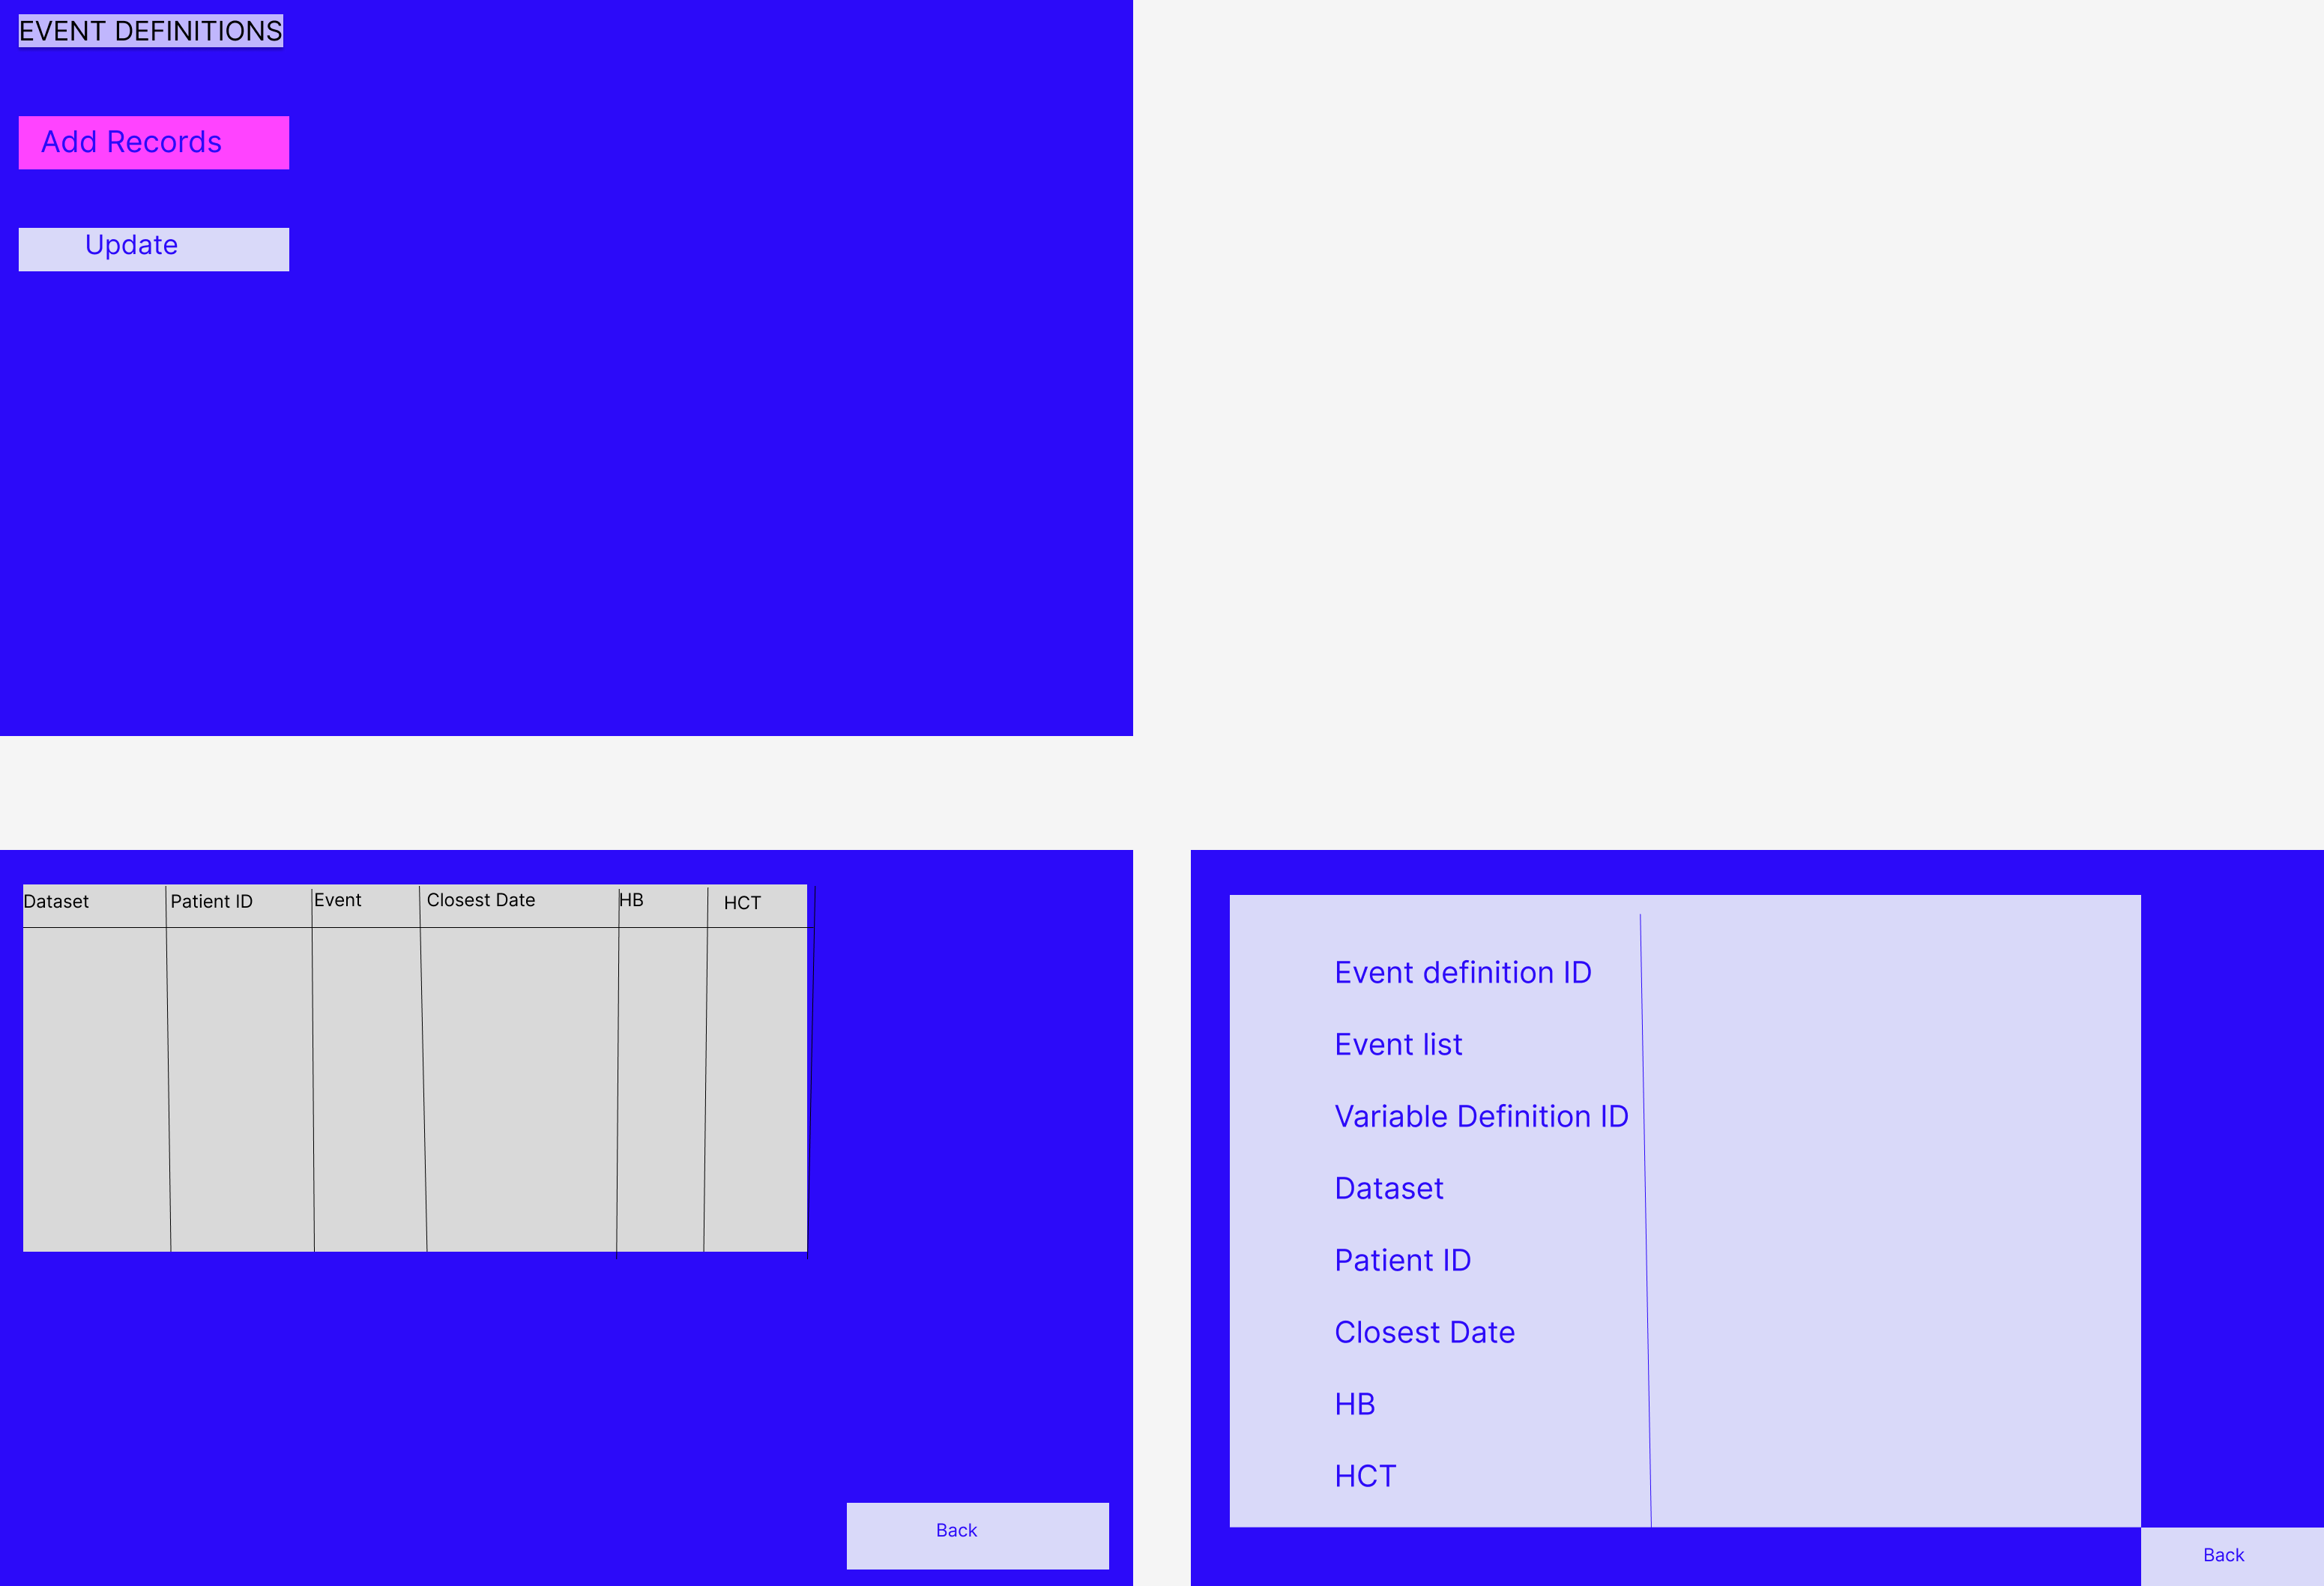 EVENT DEFINITIONS
Add Records
Update
Dataset Patient ID Event Closest Date HB HCT
Back
Event definition ID
Event list
Variable Definition ID
Dataset
Patient ID
Closest Date
HB
HCT
Back